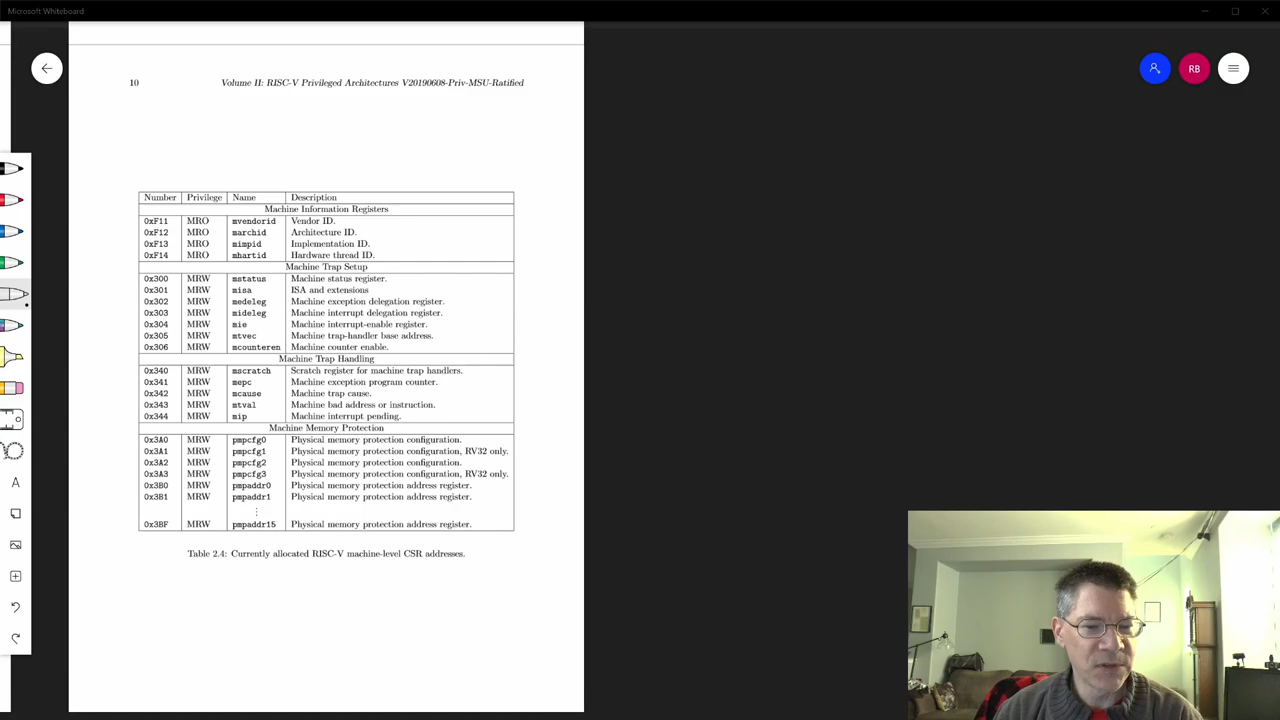 Microsoft Whiteboard
RB
10 Volume II: RISC-V Privileged Architectures V20190608-Priv-MSU-Ratified
Number Privilege Name Description
Machine Information Registers
0xF11 MRO mvendorid Vendor ID.
0xF12 MRO marchid Architecture ID.
0xF13 MRO mimpid Implementation ID.
0xF14 MRO mhartid Hardware thread ID.
Machine Trap Setup
0x300 MRW mstatus Machine status register.
0x301 MRW misa ISA and extensions
0x302 MRW medeleg Machine exception delegation register.
0x303 MRW mideleg Machine interrupt delegation register.
0x304 MRW mie Machine interrupt-enable register.
0x305 MRW mtvec Machine trap-handler base address.
0x306 MRW mcounteren Machine counter enable.
Machine Trap Handling
0x340 MRW mscratch Scratch register for machine trap handlers.
0x341 MRW mepc Machine exception program counter.
0x342 MRW mcause Machine trap cause.
0x343 MRW mtval Machine bad address or instruction.
0x344 MRW mip Machine interrupt pending.
Machine Memory Protection
0x3A0 MRW pmpcfg0 Physical memory protection configuration.
0x3A1 MRW pmpcfg1 Physical memory protection configuration, RV32 only.
0x3A2 MRW pmpcfg2 Physical memory protection configuration.
0x3A3 MRW pmpcfg3 Physical memory protection configuration, RV32 only.
0x3B0 MRW pmpaddr0 Physical memory protection address register.
0x3B1 MRW pmpaddr1 Physical memory protection address register.
⋮
0x3BF MRW pmpaddr15 Physical memory protection address register.
Table 2.4: Currently allocated RISC-V machine-level CSR addresses.
A